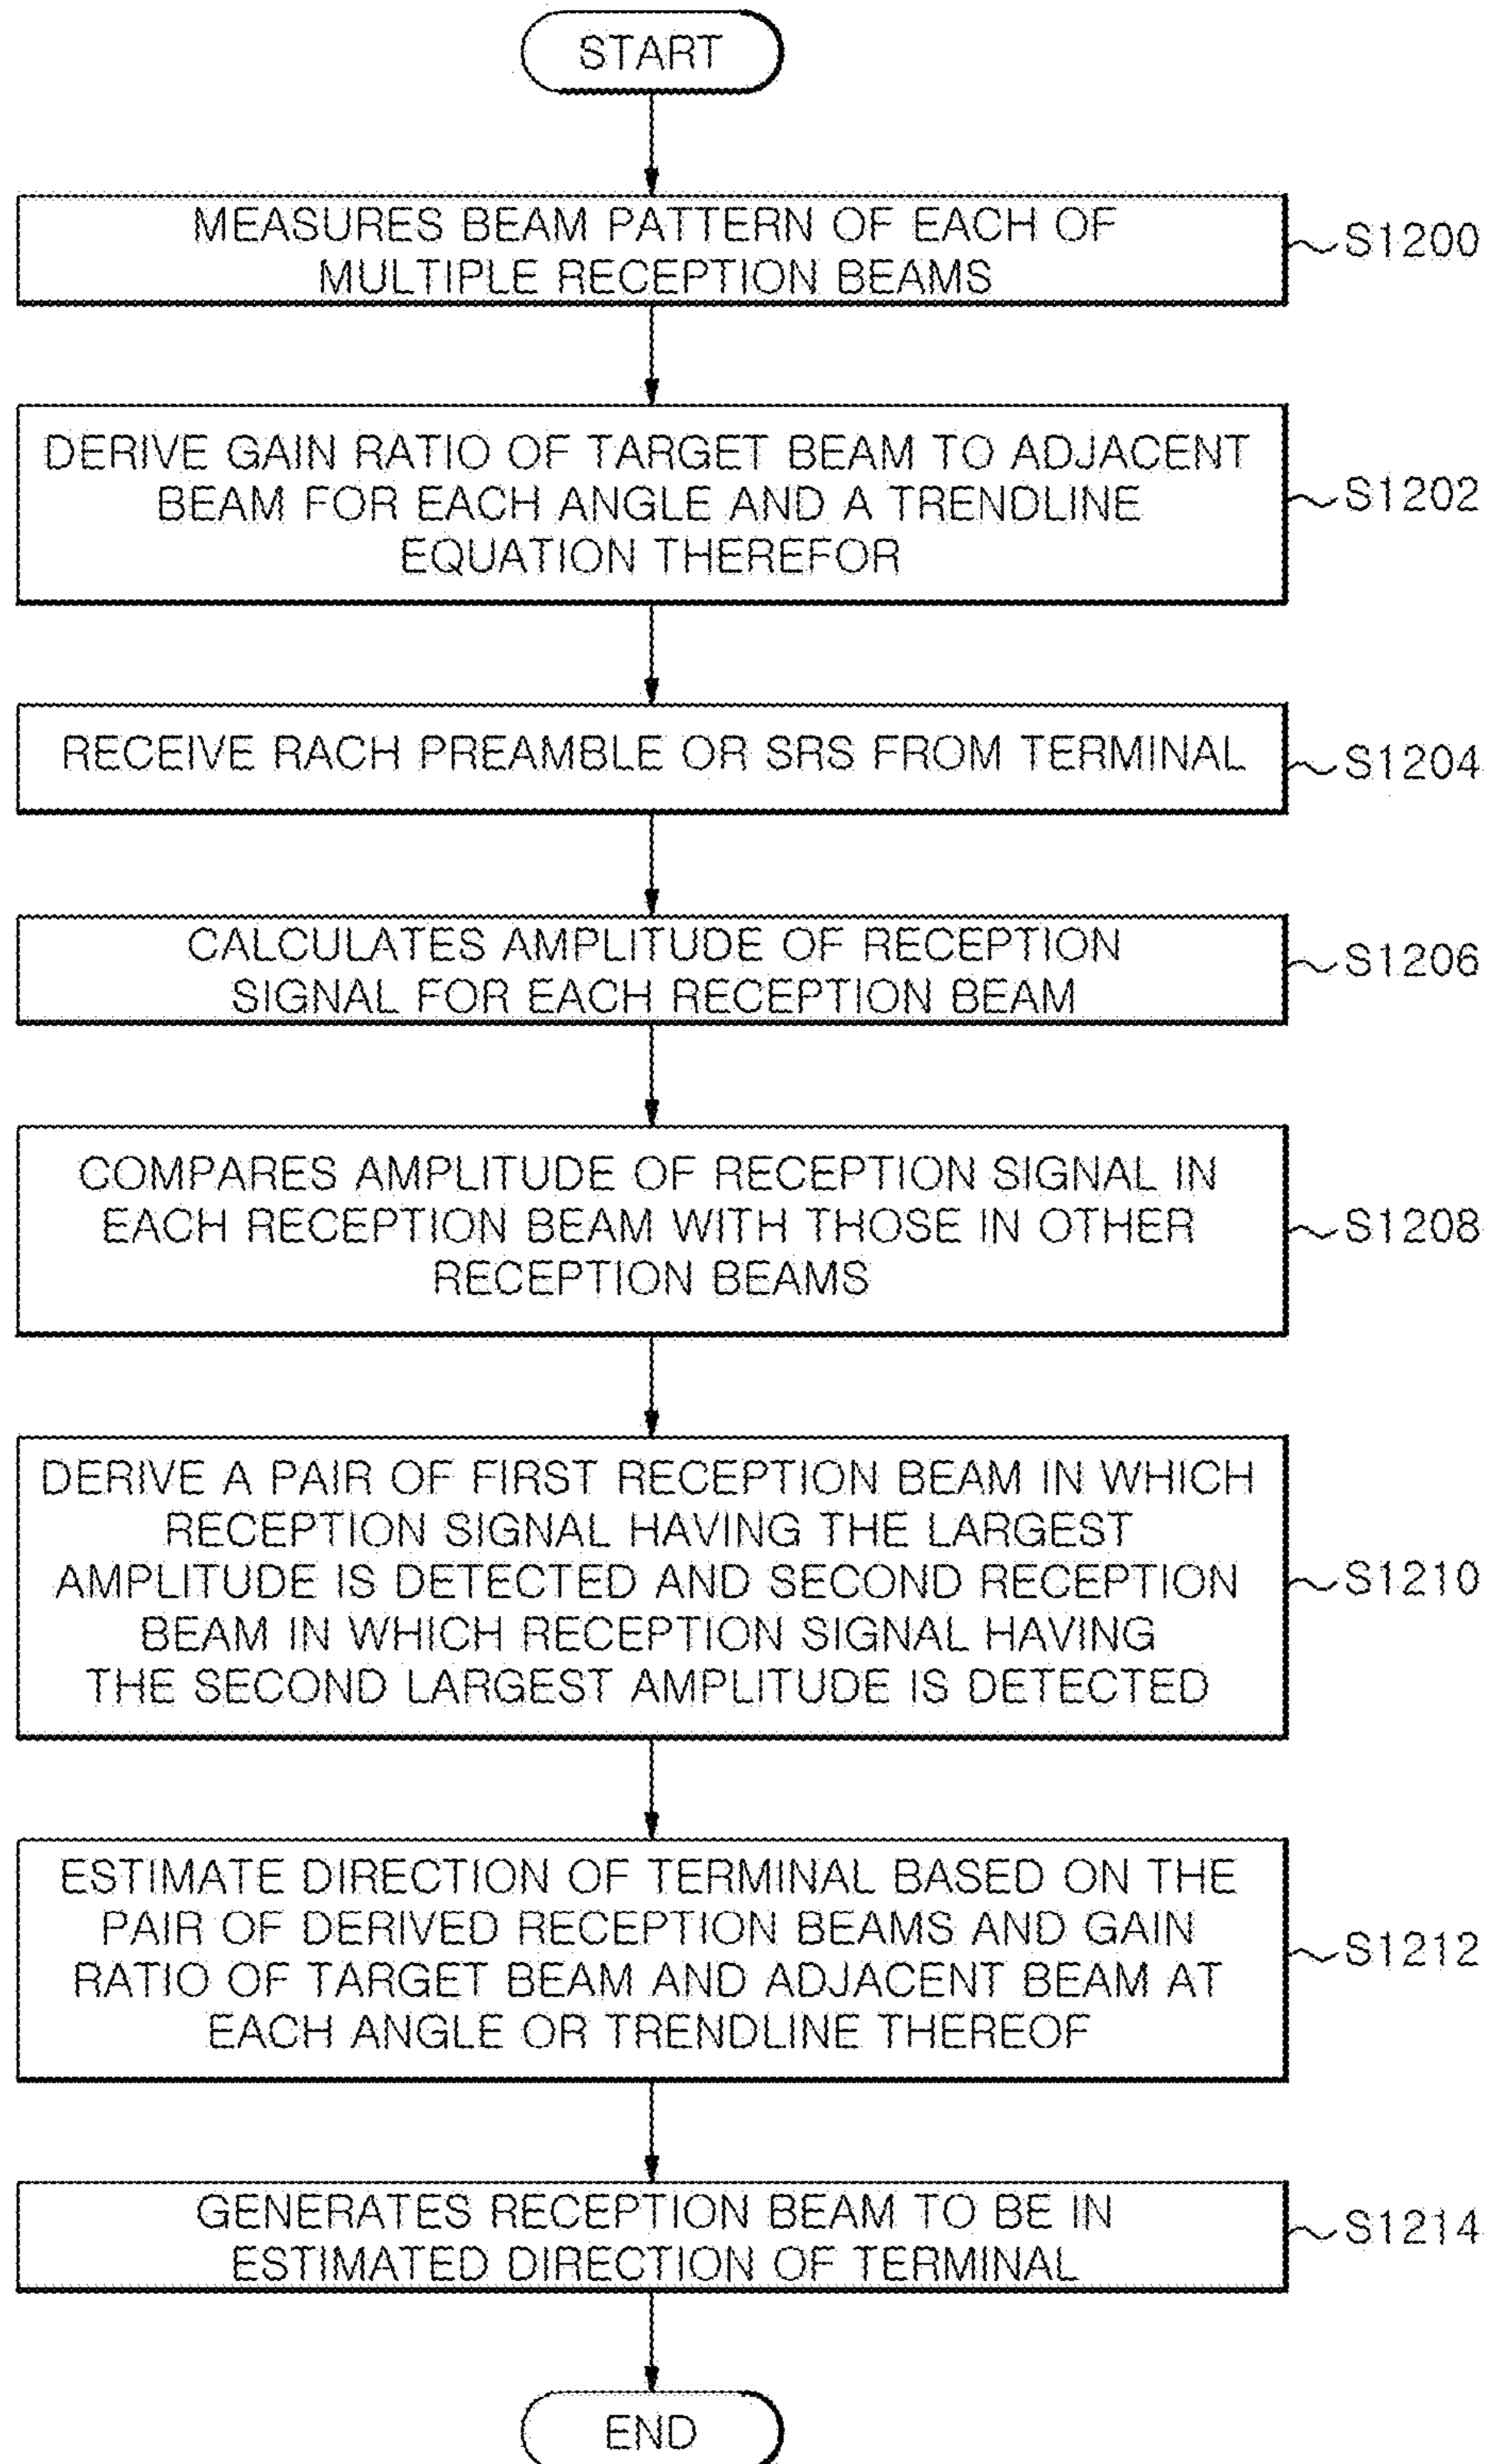 START
MEASURES BEAM PATTERN OF EACH OF
MULTIPLE RECEPTION BEAMS
S1200
DERIVE GAIN RATIO OF TARGET BEAM TO ADJACENT
BEAM FOR EACH ANGLE AND A TRENDLINE
EQUATION THEREFOR
S1202
RECEIVE RACH PREAMBLE OR SRS FROM TERMINAL
S1204
CALCULATES AMPLITUDE OF RECEPTION
SIGNAL FOR EACH RECEPTION BEAM
S1206
COMPARES AMPLITUDE OF RECEPTION SIGNAL IN
EACH RECEPTION BEAM WITH THOSE IN OTHER
RECEPTION BEAMS
S1208
DERIVE A PAIR OF FIRST RECEPTION BEAM IN WHICH
RECEPTION SIGNAL HAVING THE LARGEST
AMPLITUDE IS DETECTED AND SECOND RECEPTION
BEAM IN WHICH RECEPTION SIGNAL HAVING
THE SECOND LARGEST AMPLITUDE IS DETECTED
S1210
ESTIMATE DIRECTION OF TERMINAL BASED ON THE
PAIR OF DERIVED RECEPTION BEAMS AND GAIN
RATIO OF TARGET BEAM AND ADJACENT BEAM AT
EACH ANGLE OR TRENDLINE THEREOF
S1212
GENERATES RECEPTION BEAM TO BE IN
ESTIMATED DIRECTION OF TERMINAL
S1214
END